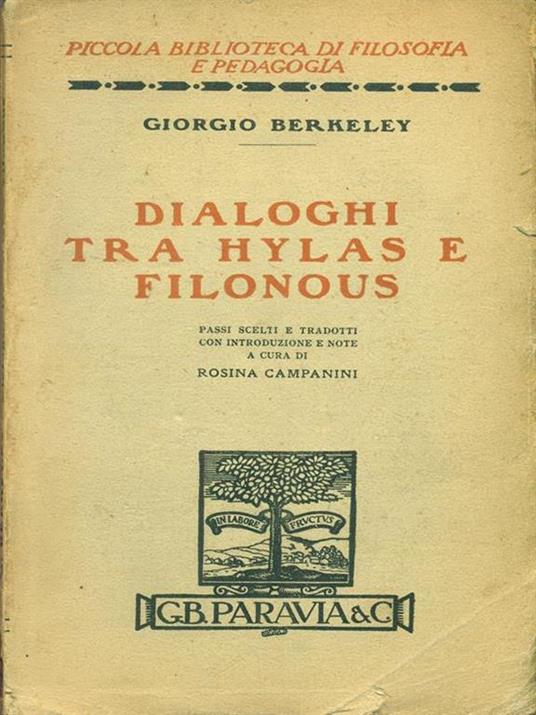 PICCOLA BIBLIOTECA DI FILOSOFIA
E PEDAGOGIA
GIORGIO BERKELEY
DIALOGHI
TRA HYLAS E
FILONOUS
PASSI SCELTI E TRADOTTI
CON INTRODUZIONE E NOTE
A CURA DI
ROSINA CAMPANINI
IN LABORE FRVCTVS
G.B. PARAVIA & C